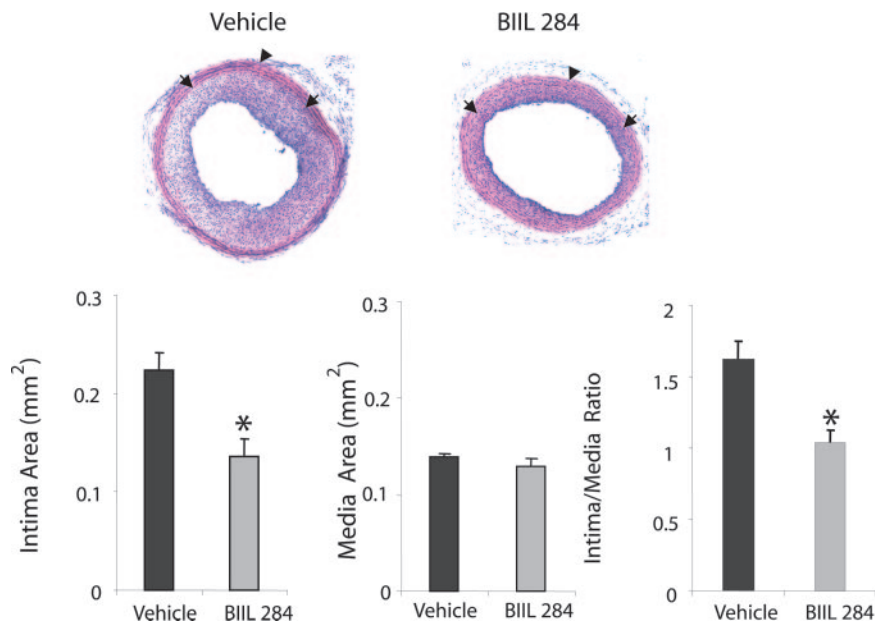 Vehicle BIIL 284
Intima Area (mm²)
0.3
0.2
0.1
0
*
Vehicle BIIL 284
Media Area (mm²)
0.3
0.2
0.1
0
Vehicle BIIL 284
Intima/Media Ratio
2
1.5
1
0.5
0
*
Vehicle BIIL 284